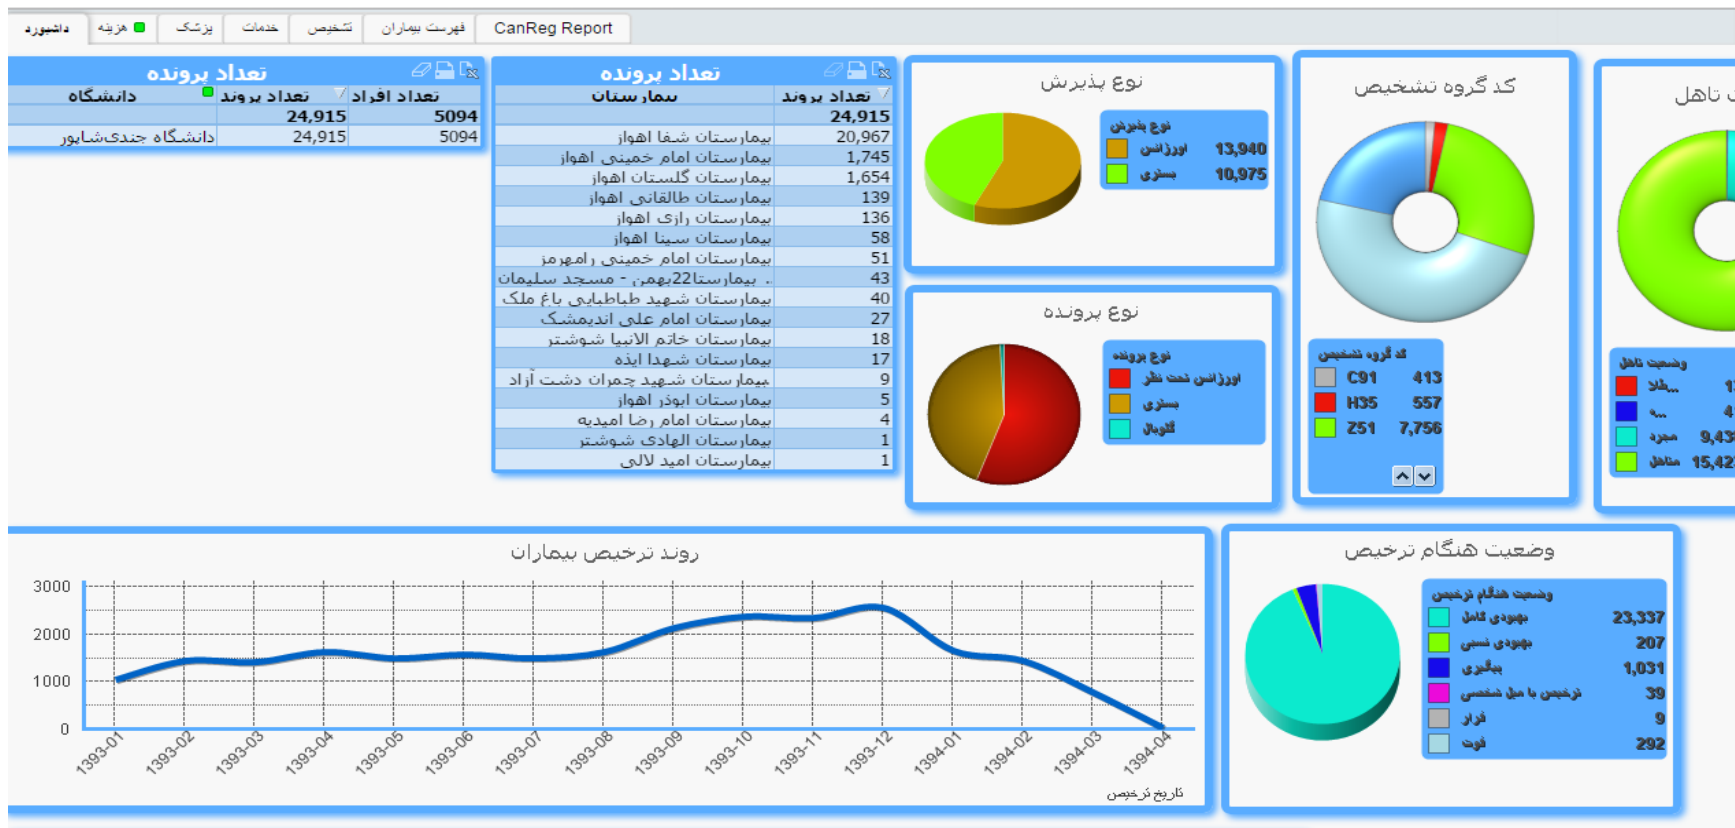 داشبورد
هزینه
پزشک
خدمات
تشخیص
فهرست بیماران
CanReg Report
تعداد پرونده
دانشگاه تعداد پروند تعداد افراد
24,915 5094
دانشگاه جندی‌شاپور 24,915 5094
تعداد پرونده
بیمارستان تعداد پروند
24,915
بیمارستان شفا اهواز 20,967
بیمارستان امام خمینی اهواز 1,745
بیمارستان گلستان اهواز 1,654
بیمارستان طالقانی اهواز 139
بیمارستان رازی اهواز 136
بیمارستان سینا اهواز 58
بیمارستان امام خمینی رامهرمز 51
بیمارستا22بهمن - مسجد سلیمان .. 43
بیمارستان شهید طباطبایی باغ ملک 40
بیمارستان امام علی اندیمشک 27
بیمارستان خاتم الانبیا شوشتر 18
بیمارستان شهدا ایذه 17
بیمارستان شهید چمران دشت آزاد 9
بیمارستان ابوذر اهواز 5
بیمارستان امام رضا امیدیه 4
بیمارستان الهادی شوشتر 1
بیمارستان امید لالی 1
نوع پذیرش
نوع پذیرش
اورژانس 13,940
بستری 10,975
نوع پرونده
نوع پرونده
اورژانس تحت نظر
بستری
گلوبال
کد گروه تشخیص
کد گروه تشخیص
C91 413
H35 557
Z51 7,756
تاهل
وضعیت تاهل
طلا...
ه...
مجرد 9,43
متاهل 15,42
روند ترخیص بیماران
3000
2000
1000
0
1393-01
1393-02
1393-03
1393-04
1393-05
1393-06
1393-07
1393-08
1393-09
1393-10
1393-11
1393-12
1394-01
1394-02
1394-03
1394-04
تاریخ ترخیص
وضعیت هنگام ترخیص
وضعیت هنگام ترخیص
بهبودی کامل 23,337
بهبودی نسبی 207
پیگیری 1,031
ترخیص با میل شخصی 39
فرار 9
فوت 292